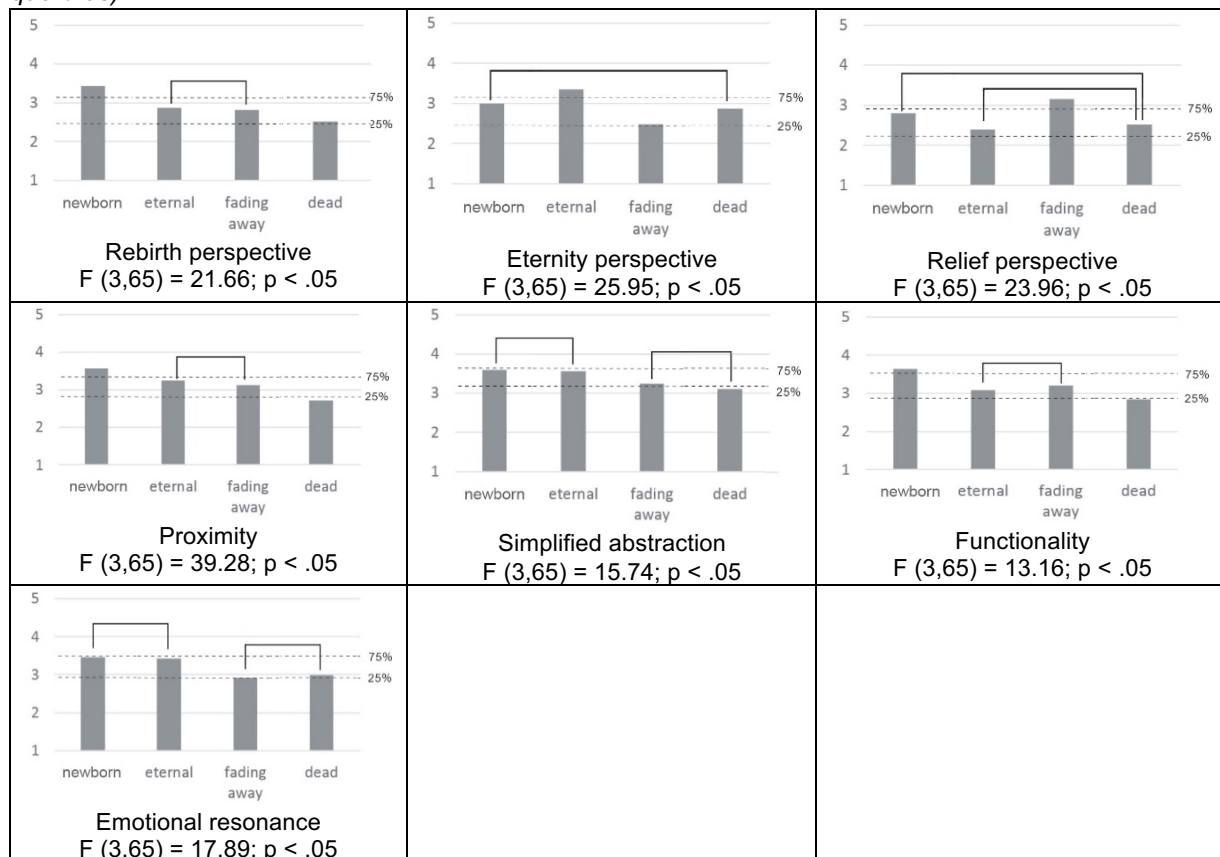 5
4
3
2
1
75%
25%
newborn eternal fading away dead
Rebirth perspective
F (3,65) = 21.66; p < .05
5
4
3
2
1
75%
25%
newborn eternal fading away dead
Eternity perspective
F (3,65) = 25.95; p < .05
5
4
3
2
1
75%
25%
newborn eternal fading away dead
Relief perspective
F (3,65) = 23.96; p < .05
5
4
3
2
1
75%
25%
newborn eternal fading away dead
Proximity
F (3,65) = 39.28; p < .05
5
4
3
2
1
75%
25%
newborn eternal fading away dead
Simplified abstraction
F (3,65) = 15.74; p < .05
5
4
3
2
1
75%
25%
newborn eternal fading away dead
Functionality
F (3,65) = 13.16; p < .05
5
4
3
2
1
75%
25%
newborn eternal fading away dead
Emotional resonance
F (3,65) = 17.89; p < .05